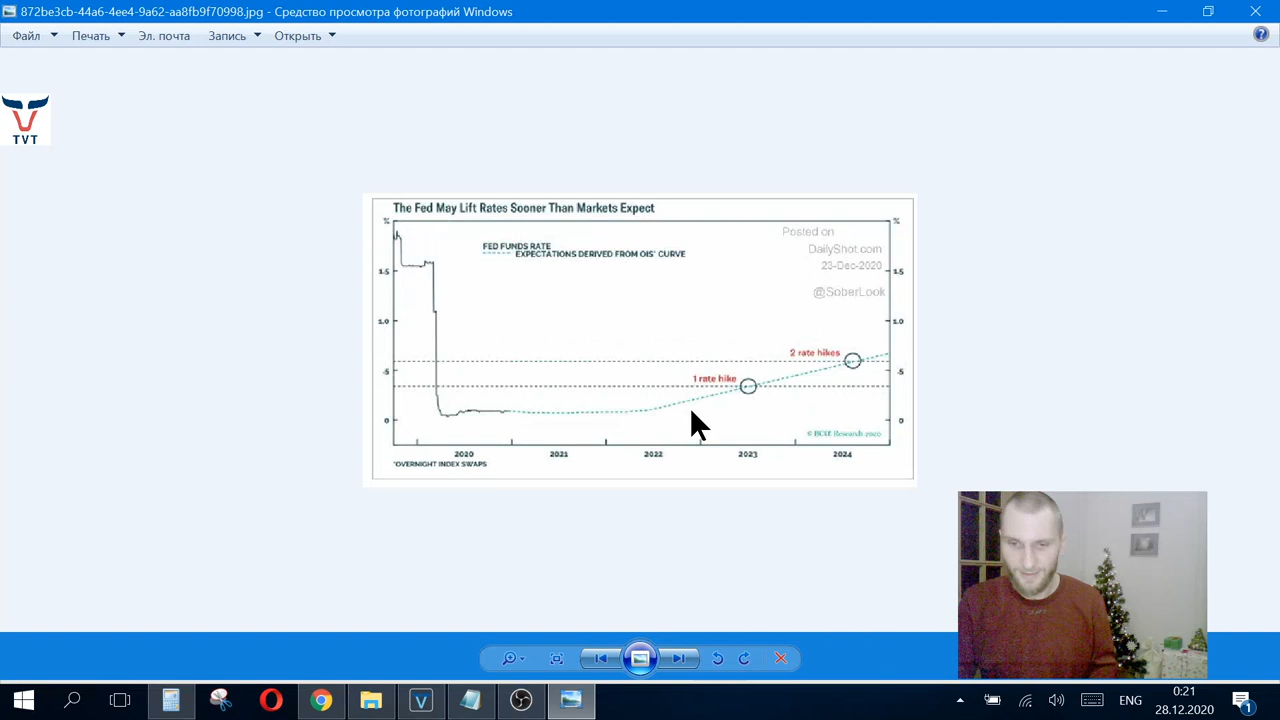 872be3cb-44a6-4ee4-9a62-aa8fb9f70998.jpg - Средство просмотра фотографий Windows
Файл Печать Эл. почта Запись Открыть
TVT
The Fed May Lift Rates Sooner Than Markets Expect
% %
Posted on
FED FUNDS RATE
DailyShot.com
EXPECTATIONS DERIVED FROM OIS* CURVE
23-Dec-2020
1.5 1.5
@SoberLook
1.0 1.0
2 rate hikes
.5 .5
1 rate hike
0 0
© BCA Research 2020
2020 2021 2022 2023 2024
*OVERNIGHT INDEX SWAPS
ENG
0:21
28.12.2020
1